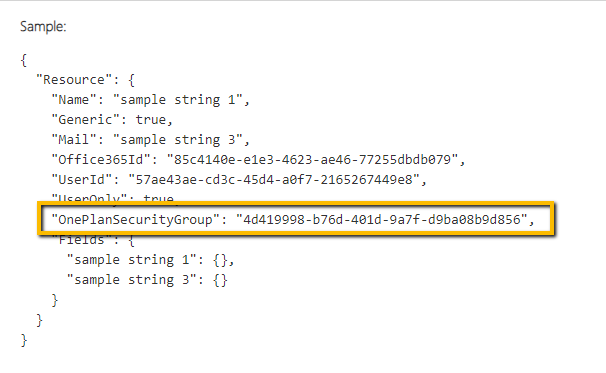 Sample:
{
"Resource": {
"Name": "sample string 1",
"Generic": true,
"Mail": "sample string 3",
"Office365Id": "85c4140e-e1e3-4623-ae46-77255dbdb079",
"UserId": "57ae43ae-cd3c-45d4-a0f7-2165267449e8",
"UserOnly": true,
"OnePlanSecurityGroup": "4d419998-b76d-401d-9a7f-d9ba08b9d856",
"Fields": {
"sample string 1": {},
"sample string 3": {}
}
}
}